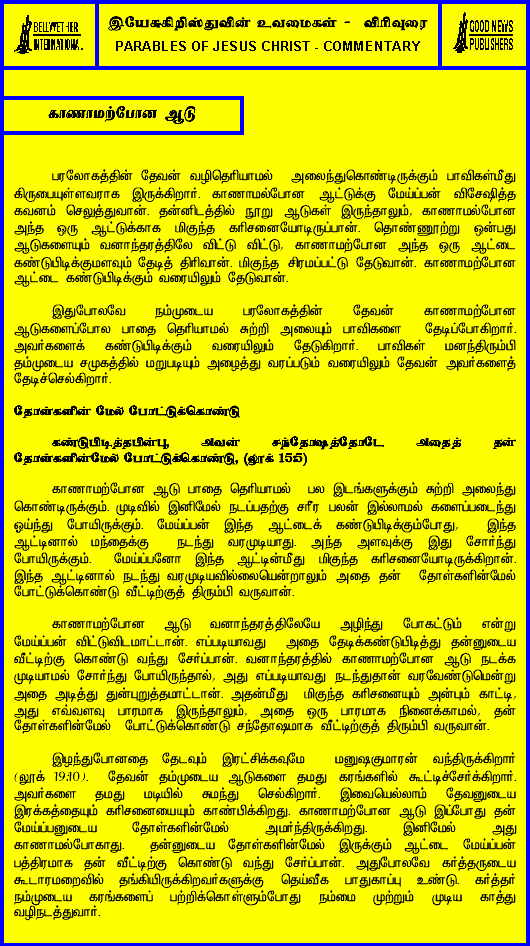 BELLWETHER
INTERNATIONAL.
இயேசுகிறிஸ்துவின் உவமைகள் - விரிவுரை
PARABLES OF JESUS CHRIST - COMMENTARY
GOOD NEWS
PUBLISHERS
காணாமற்போன ஆடு
பரலோகத்தின் தேவன் வழிதெரியாமல் அலைந்துகொண்டிருக்கும் பாவிகள்மீது
கிருபையுள்ளவராக இருக்கிறார். காணாமல்போன ஆட்டுக்கு மேய்ப்பன் விசேஷித்த
கவனம் செலுத்துவான். தன்னிடத்தில் நூறு ஆடுகள் இருந்தாலும், காணாமல்போன
அந்த ஒரு ஆட்டுக்காக மிகுந்த கரிசனையோடிருப்பான். தொண்ணூற்று ஒன்பது
ஆடுகளையும் வனாந்தரத்திலே விட்டு விட்டு, காணாமற்போன அந்த ஒரு ஆட்டை
கண்டுபிடிக்குமளவும் தேடித் திரிவான். மிகுந்த சிரமப்பட்டு தேடுவான். காணாமற்போன
ஆட்டை கண்டுபிடிக்கும் வரையிலும் தேடுவான்.
இதுபோலவே நம்முடைய பரலோகத்தின் தேவன் காணாமற்போன
ஆடுகளைப்போல பாதை தெரியாமல் சுற்றி அலையும் பாவிகளை தேடிப்போகிறார்.
அவர்களைக் கண்டுபிடிக்கும் வரையிலும் தேடுகிறார். பாவிகள் மனந்திரும்பி
தம்முடைய சமுகத்தில் மறுபடியும் அழைத்து வரப்படும் வரையிலும் தேவன் அவர்களைத்
தேடிச்செல்கிறார்.
தோள்களின் மேல் போட்டுக்கொண்டு
கண்டுபிடித்தபின்பு, அவன் சந்தோஷத்தோடே அதைத் தன்
தோள்களின்மேல் போட்டுக்கொண்டு, (லூக் 15:5)
காணாமற்போன ஆடு பாதை தெரியாமல் பல இடங்களுக்கும் சுற்றி அலைந்து
கொண்டிருக்கும். முடிவில் இனிமேல் நடப்பதற்கு சரீர பலன் இல்லாமல் களைப்படைந்து
ஓய்ந்து போயிருக்கும். மேய்ப்பன் இந்த ஆட்டைக் கண்டுபிடிக்கும்போது, இந்த
ஆட்டினால் மந்தைக்கு நடந்து வரமுடியாது. அந்த அளவுக்கு இது சோர்ந்து
போயிருக்கும். மேய்ப்பனோ இந்த ஆட்டின்மீது மிகுந்த கரிசனையோடிருக்கிறான்.
இந்த ஆட்டினால் நடந்து வரமுடியவில்லையென்றாலும் அதை தன் தோள்களின்மேல்
போட்டுக்கொண்டு வீட்டிற்குத் திரும்பி வருவான்.
காணாமற்போன ஆடு வனாந்தரத்திலேயே அழிந்து போகட்டும் என்று
மேய்ப்பன் விட்டுவிடமாட்டான். எப்படியாவது அதை தேடிக்கண்டுபிடித்து தன்னுடைய
வீட்டிற்கு கொண்டு வந்து சேர்ப்பான். வனாந்தரத்தில் காணாமற்போன ஆடு நடக்க
முடியாமல் சோர்ந்து போயிருந்தால், அது எப்படியாவது நடந்துதான் வரவேண்டுமென்று
அதை அடித்து துன்புறுத்தமாட்டான். அதன்மீது மிகுந்த கரிசனையும் அன்பும் காட்டி,
அது எவ்வளவு பாரமாக இருந்தாலும், அதை ஒரு பாரமாக நினைக்காமல், தன்
தோள்களின்மேல் போட்டுக்கொண்டு சந்தோஷமாக வீட்டிற்குத் திரும்பி வருவான்.
இழந்துபோனதை தேடவும் இரட்சிக்கவுமே மனுஷகுமாரன் வந்திருக்கிறார்
(லூக் 19:10). தேவன் தம்முடைய ஆடுகளை தமது கரங்களில் கூட்டிச்சேர்க்கிறார்.
அவர்களை தமது மடியில் சுமந்து செல்கிறார். இவையெல்லாம் தேவனுடைய
இரக்கத்தையும் கரிசனையையும் காண்பிக்கிறது. காணாமற்போன ஆடு இப்போது தன்
மேய்ப்பனுடைய தோள்களின்மேல் அமர்ந்திருக்கிறது. இனிமேல் அது
காணாமல்போகாது. தன்னுடைய தோள்களின்மேல் இருக்கும் ஆட்டை மேய்ப்பன்
பத்திரமாக தன் வீட்டிற்கு கொண்டு வந்து சேர்ப்பான். அதுபோலவே கர்த்தருடைய
கூடாரமறைவில் தங்கியிருக்கிறவர்களுக்கு தெய்வீக பாதுகாப்பு உண்டு. கர்த்தர்
நம்முடைய கரங்களைப் பற்றிக்கொள்ளும்போது நம்மை முற்றும் முடிய காத்து
வழிநடத்துவார்.